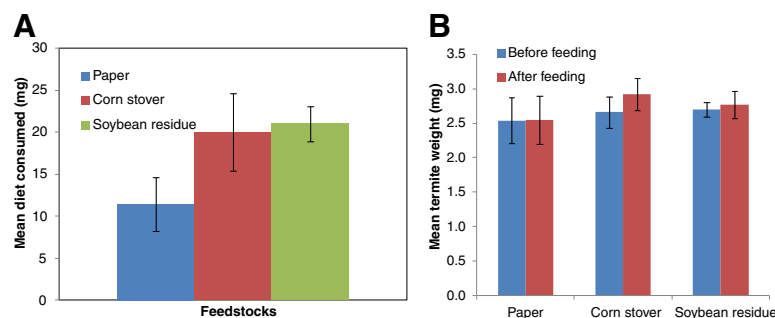 A
Mean diet consumed (mg)
30
25
20
15
10
5
0
Paper
Corn stover
Soybean residue
Feedstocks
B
Mean termite weight (mg)
3.5
3.0
2.5
2.0
1.5
1.0
0.5
0.0
Before feeding
After feeding
Paper
Corn stover
Soybean residue